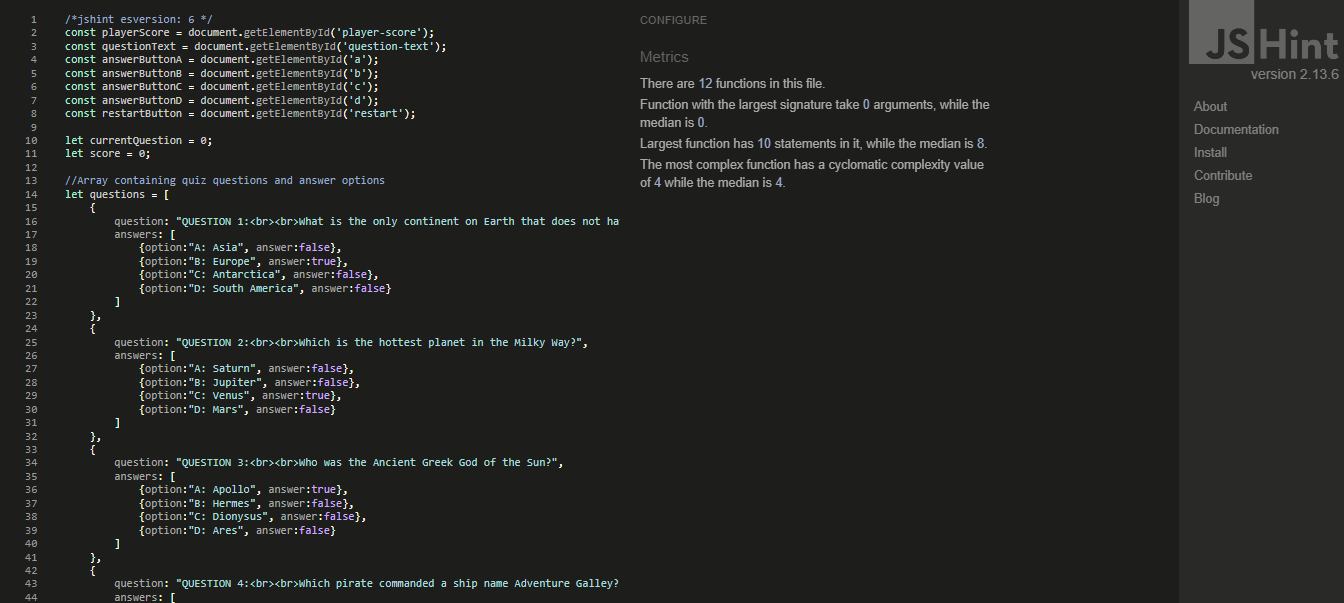 1 /*jshint esversion: 6 */
2 const playerScore = document.getElementById('player-score');
3 const questionText = document.getElementById('question-text');
4 const answerButtonA = document.getElementById('a');
5 const answerButtonB = document.getElementById('b');
6 const answerButtonC = document.getElementById('c');
7 const answerButtonD = document.getElementById('d');
8 const restartButton = document.getElementById('restart');
9
10 let currentQuestion = 0;
11 let score = 0;
12
13 //Array containing quiz questions and answer options
14 let questions = [
15 {
16 question: "QUESTION 1:<br><br>What is the only continent on Earth that does not ha
17 answers: [
18 {option:"A: Asia", answer:false},
19 {option:"B: Europe", answer:true},
20 {option:"C: Antarctica", answer:false},
21 {option:"D: South America", answer:false}
22 ]
23 },
24 {
25 question: "QUESTION 2:<br><br>Which is the hottest planet in the Milky Way?",
26 answers: [
27 {option:"A: Saturn", answer:false},
28 {option:"B: Jupiter", answer:false},
29 {option:"C: Venus", answer:true},
30 {option:"D: Mars", answer:false}
31 ]
32 },
33 {
34 question: "QUESTION 3:<br><br>Who was the Ancient Greek God of the Sun?",
35 answers: [
36 {option:"A: Apollo", answer:true},
37 {option:"B: Hermes", answer:false},
38 {option:"C: Dionysus", answer:false},
39 {option:"D: Ares", answer:false}
40 ]
41 },
42 {
43 question: "QUESTION 4:<br><br>Which pirate commanded a ship name Adventure Galley?
44 answers: [
CONFIGURE
Metrics
There are 12 functions in this file.
Function with the largest signature take 0 arguments, while the
median is 0.
Largest function has 10 statements in it, while the median is 8.
The most complex function has a cyclomatic complexity value
of 4 while the median is 4.
JSHint
version 2.13.6
About
Documentation
Install
Contribute
Blog